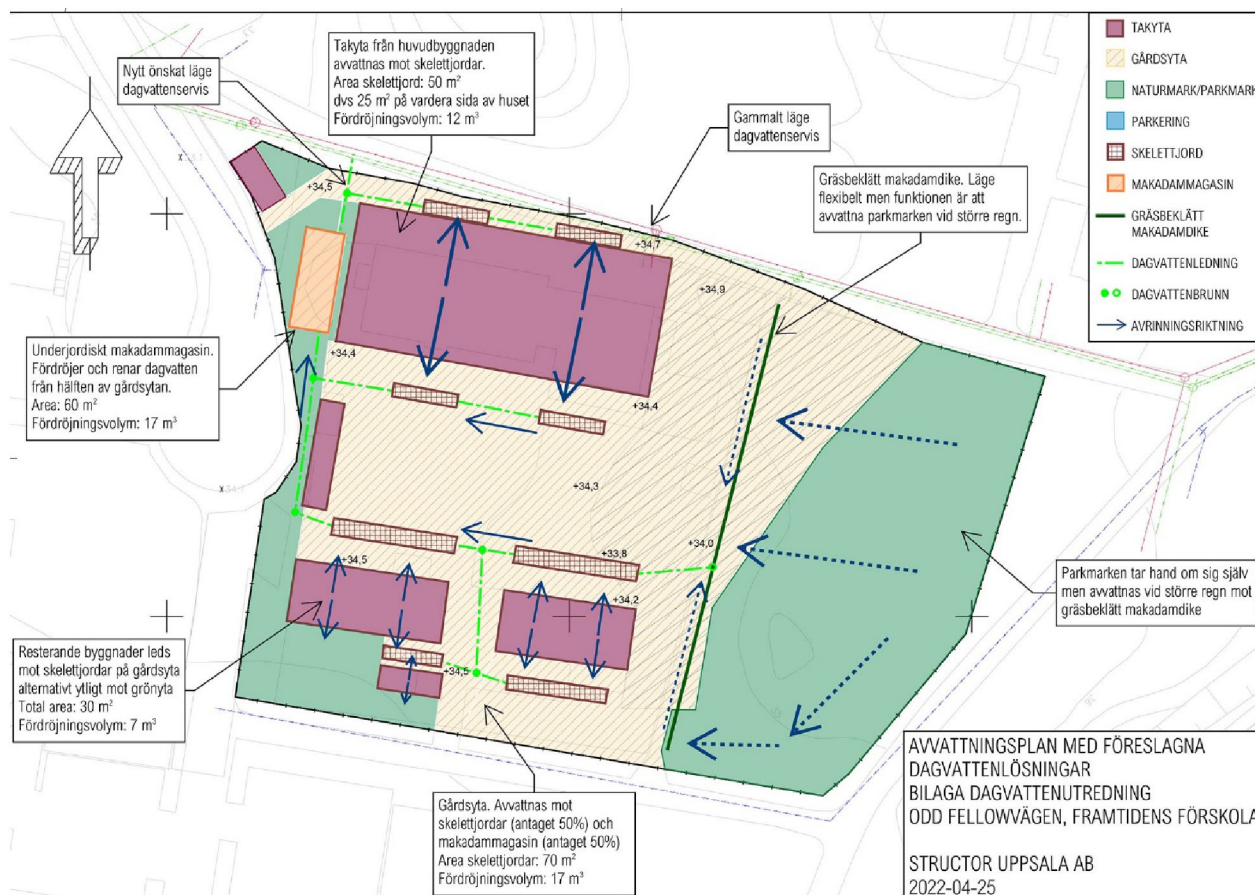 Takyta från huvudbyggnaden
avvattnas mot skelettjordar.
Area skelettjord: 50 m²
dvs 25 m² på vardera sida av huset
Fördröjningsvolym: 12 m³
Nytt önskat läge
dagvattenservis
Gammalt läge
dagvattenservis
Gräsbeklätt makadamdike. Läge
flexibelt men funktionen är att
avvattna parkmarken vid större regn.
TAKYTA
GÅRDSYTA
NATURMARK/PARKMARK
PARKERING
SKELETTJORD
MAKADAMMAGASIN
GRÄSBEKLÄTT
MAKADAMDIKE
DAGVATTENLEDNING
DAGVATTENBRUNN
AVRINNINGSRIKTNING
+34,5
+34,7
+34,9
Underjordiskt makadammagasin.
Fördröjer och renar dagvatten
från hälften av gårdsytan.
Area: 60 m²
Fördröjningsvolym: 17 m³
+34,4
+34,4
+34,3
+34,5
+33,8
+34,0
+34,2
+34,5
Parkmarken tar hand om sig själv
men avvattnas vid större regn mot
gräsbeklätt makadamdike
Resterande byggnader leds
mot skelettjordar på gårdsyta
alternativt ytligt mot grönyta
Total area: 30 m²
Fördröjningsvolym: 7 m³
Gårdsyta. Avvattnas mot
skelettjordar (antaget 50%) och
makadammagasin (antaget 50%)
Area skelettjordar: 70 m²
Fördröjningsvolym: 17 m³
AVVATTNINGSPLAN MED FÖRESLAGNA
DAGVATTENLÖSNINGAR
BILAGA DAGVATTENUTREDNING
ODD FELLOWVÄGEN, FRAMTIDENS FÖRSKOLA
STRUCTOR UPPSALA AB
2022-04-25